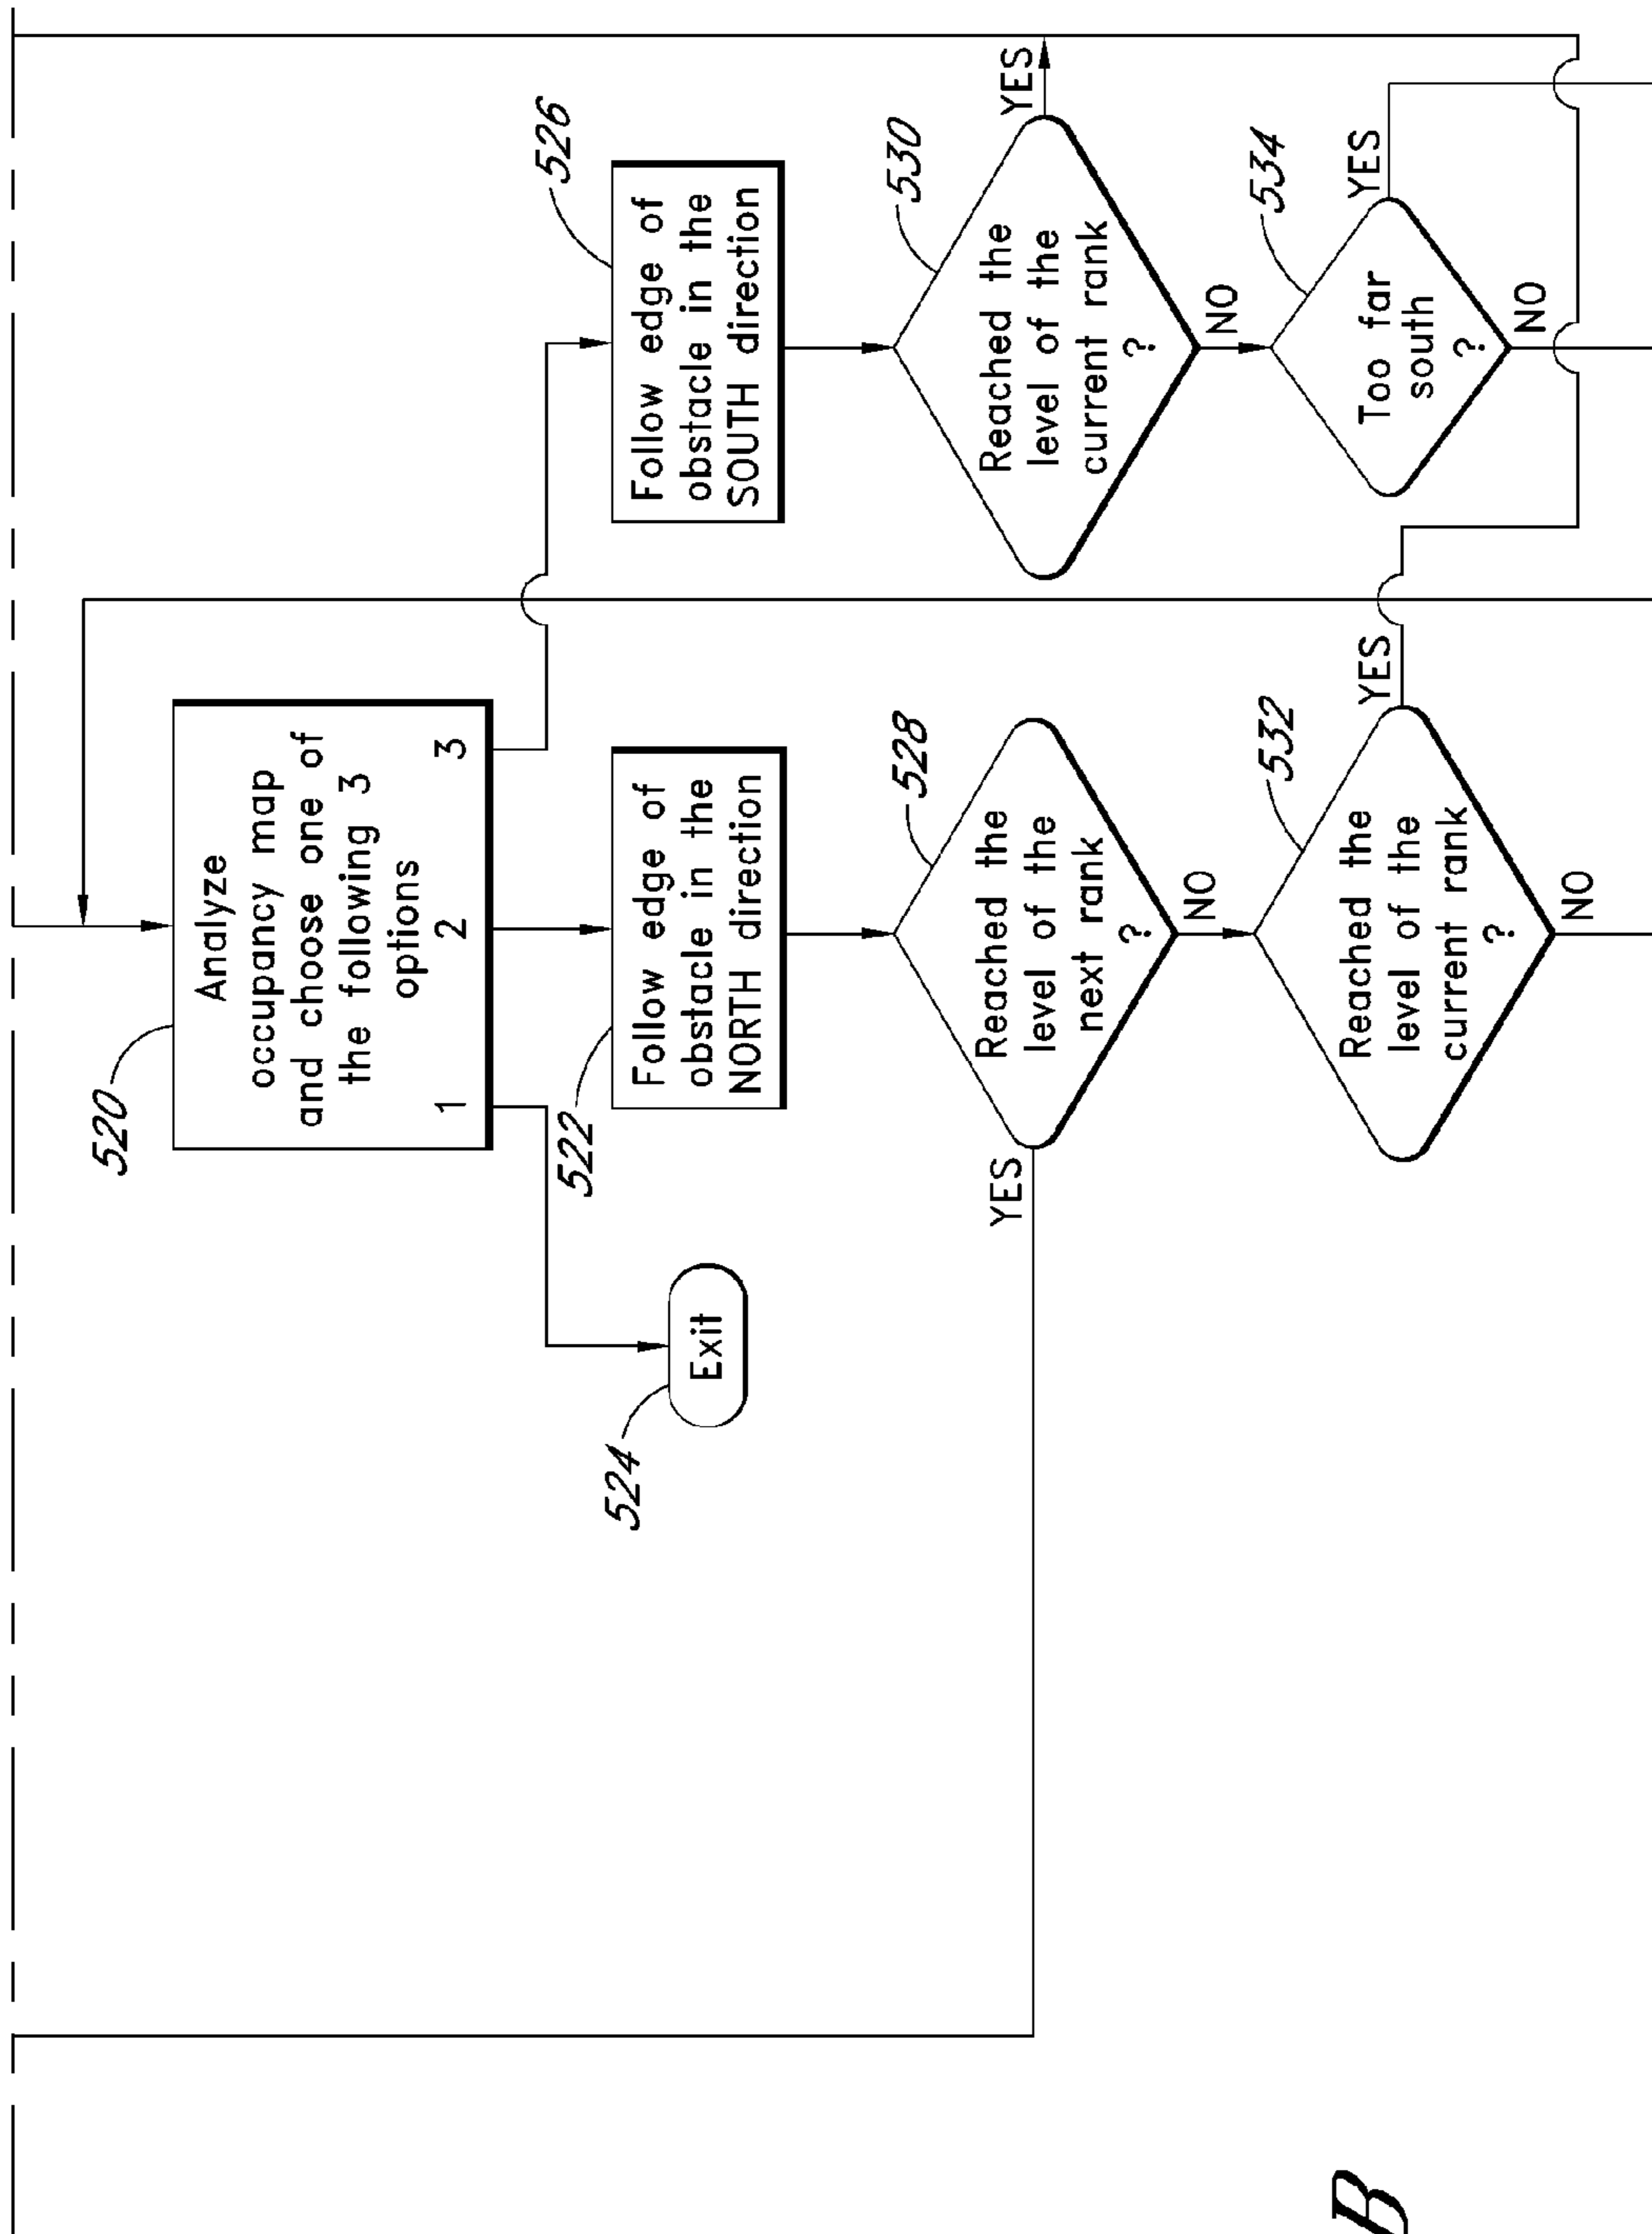 520
Analyze
occupancy map
and choose one of
the following 3
options
1 2 3
524
Exit
522
Follow edge of
obstacle in the
NORTH direction
526
Follow edge of
obstacle in the
SOUTH direction
YES
528
Reached the
level of the
next rank
?
NO
530
Reached the
level of the
current rank
?
YES
NO
532
Reached the
level of the
current rank
?
YES
NO
534
Too far
south
?
YES
NO
B